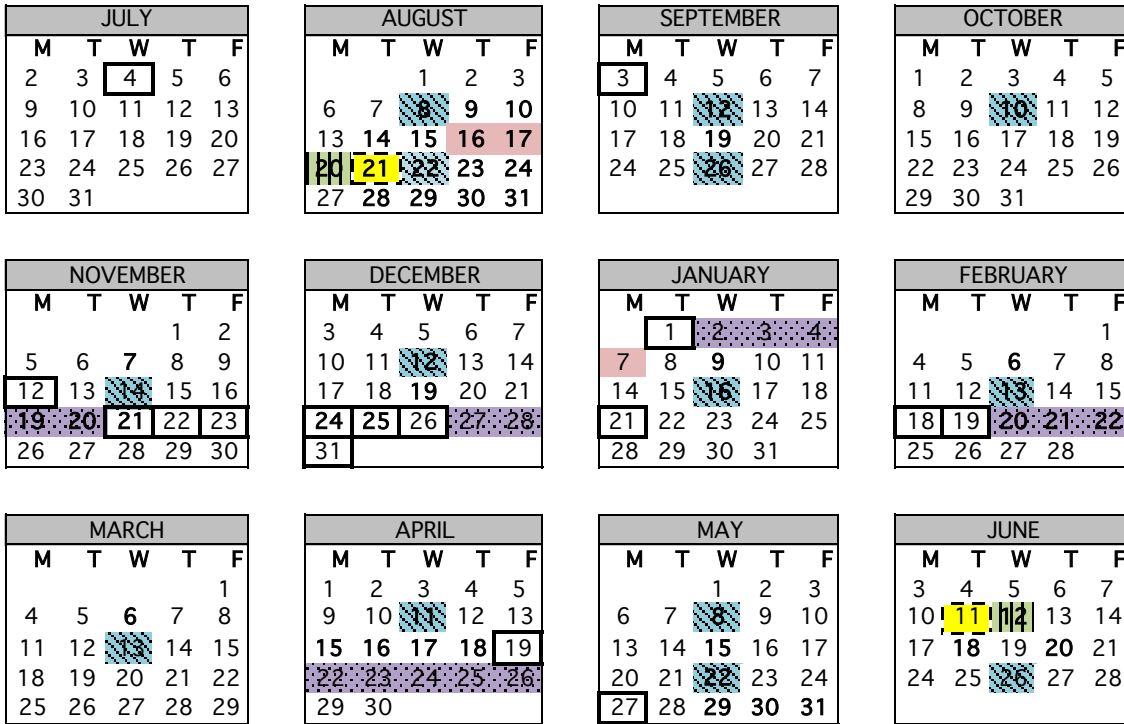 JULY
M T W T F
2 3 4 5 6
9 10 11 12 13
16 17 18 19 20
23 24 25 26 27
30 31
AUGUST
M T W T F
1 2 3
6 7 8 9 10
13 14 15 16 17
20 21 22 23 24
27 28 29 30 31
SEPTEMBER
M T W T F
3 4 5 6 7
10 11 12 13 14
17 18 19 20 21
24 25 26 27 28
OCTOBER
M T W T F
1 2 3 4 5
8 9 10 11 12
15 16 17 18 19
22 23 24 25 26
29 30 31
NOVEMBER
M T W T F
1 2
5 6 7 8 9
12 13 14 15 16
19 20 21 22 23
26 27 28 29 30
DECEMBER
M T W T F
3 4 5 6 7
10 11 12 13 14
17 18 19 20 21
24 25 26 27 28
31
JANUARY
M T W T F
1 2 3 4
7 8 9 10 11
14 15 16 17 18
21 22 23 24 25
28 29 30 31
FEBRUARY
M T W T F
1
4 5 6 7 8
11 12 13 14 15
18 19 20 21 22
25 26 27 28
MARCH
M T W T F
1
4 5 6 7 8
11 12 13 14 15
18 19 20 21 22
25 26 27 28 29
APRIL
M T W T F
1 2 3 4 5
9 10 11 12 13
15 16 17 18 19
22 23 24 25 26
29 30
MAY
M T W T F
1 2 3
6 7 8 9 10
13 14 15 16 17
20 21 22 23 24
27 28 29 30 31
JUNE
M T W T F
3 4 5 6 7
10 11 12 13 14
17 18 19 20 21
24 25 26 27 28